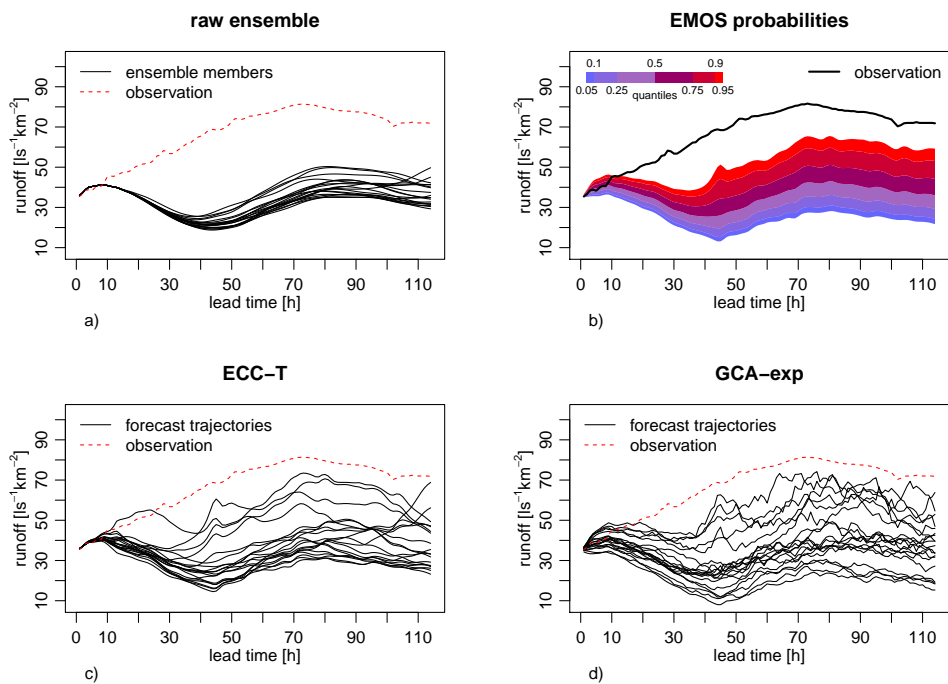 raw ensemble
ensemble members
observation
runoff [ls⁻¹km⁻²]
90
70
50
30
10
0 10 30 50 70 90 110
lead time [h]
a)
EMOS probabilities
0.1 0.5 0.9
0.05 0.25 quantiles 0.75 0.95
observation
runoff [ls⁻¹km⁻²]
90
70
50
30
10
0 10 30 50 70 90 110
lead time [h]
b)
ECC−T
forecast trajectories
observation
runoff [ls⁻¹km⁻²]
90
70
50
30
10
0 10 30 50 70 90 110
lead time [h]
c)
GCA−exp
forecast trajectories
observation
runoff [ls⁻¹km⁻²]
90
70
50
30
10
0 10 30 50 70 90 110
lead time [h]
d)